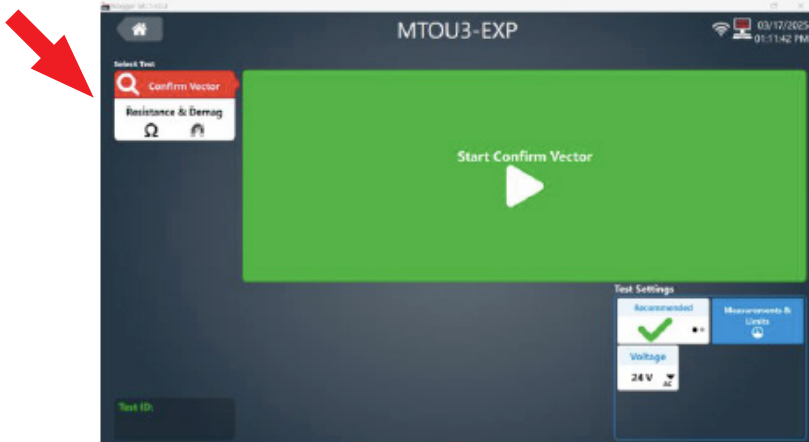 MTOU3-EXP
03/17/2025
01:11:42 PM
Select Test
Confirm Vector
Resistance & Demag
Ω
Start Confirm Vector
Test Settings
Recommended
Measurements &
Limits
Voltage
24 V
AC
Test ID: